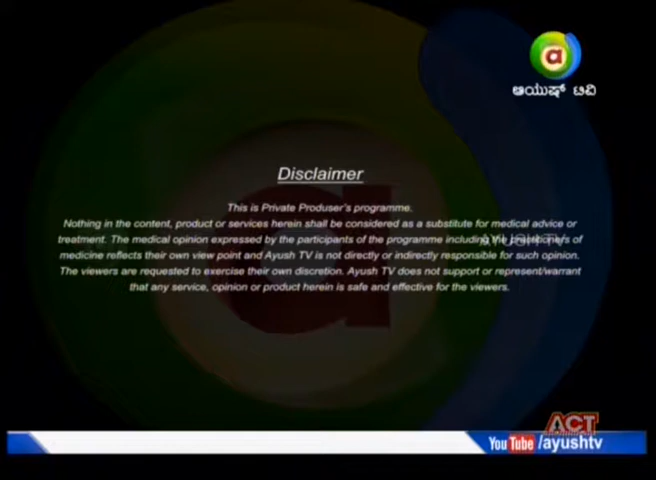 a
ಆಯುಷ್ ಟಿವಿ
Disclaimer
This is Private Produser's programme.
Nothing in the content, product or services herein shall be considered as a substitute for medical advice or
treatment. The medical opinion expressed by the participants of the programme including the practitioners of
medicine reflects their own view point and Ayush TV is not directly or indirectly responsible for such opinion.
The viewers are requested to exercise their own discretion. Ayush TV does not support or represent/warrant
that any service, opinion or product herein is safe and effective for the viewers.
ACT
YouTube /ayushtv